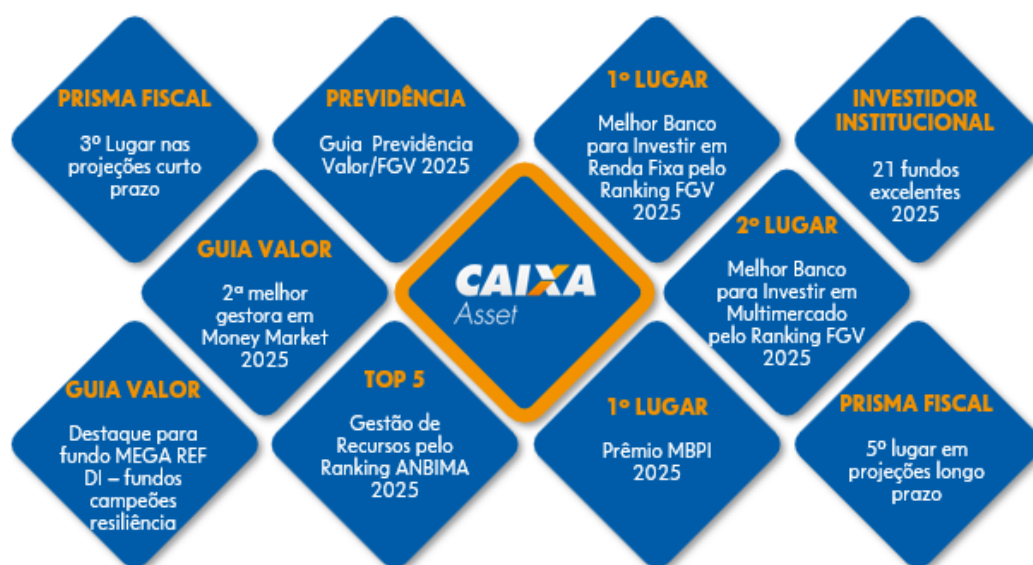 PRISMA FISCAL
3º Lugar nas
projeções curto
prazo
PREVIDÊNCIA
Guia Previdência
Valor/FGV 2025
1º LUGAR
Melhor Banco
para Investir em
Renda Fixa pelo
Ranking FGV
2025
INVESTIDOR
INSTITUCIONAL
21 fundos
excelentes
2025
GUIA VALOR
2ª melhor
gestora em
Money Market
2025
CAIXA
Asset
2º LUGAR
Melhor Banco
para Investir em
Multimercado
pelo Ranking FGV
2025
GUIA VALOR
Destaque para
fundo MEGA REF
DI – fundos
campeões
resiliência
TOP 5
Gestão de
Recursos pelo
Ranking ANBIMA
2025
1º LUGAR
Prêmio MBPI
2025
PRISMA FISCAL
5º lugar em
projeções longo
prazo